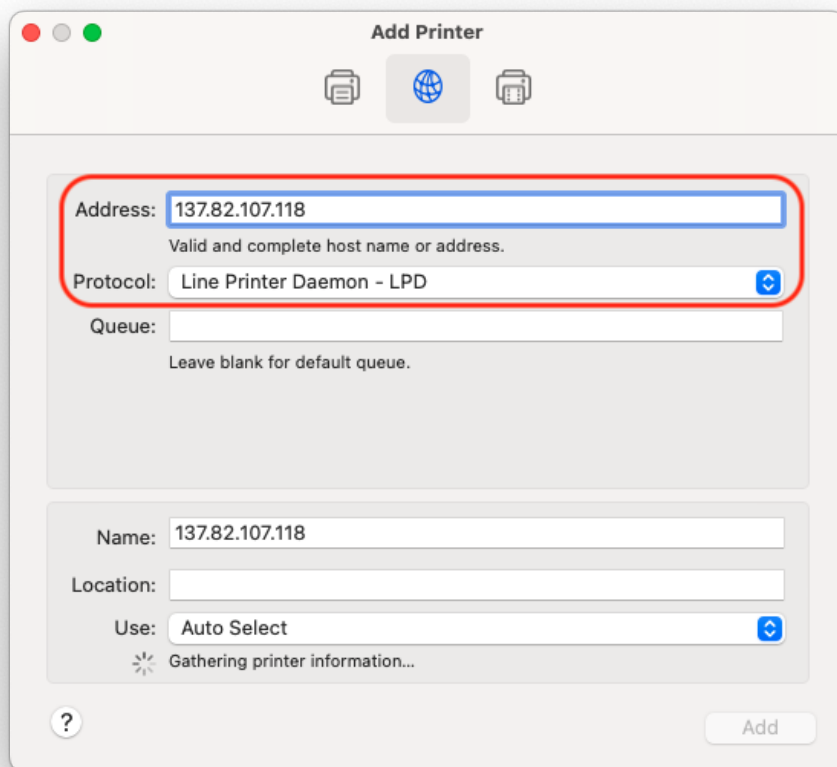 Add Printer
Address: 137.82.107.118
Valid and complete host name or address.
Protocol: Line Printer Daemon - LPD
Queue:
Leave blank for default queue.
Name: 137.82.107.118
Location:
Use: Auto Select
Gathering printer information...
?
Add